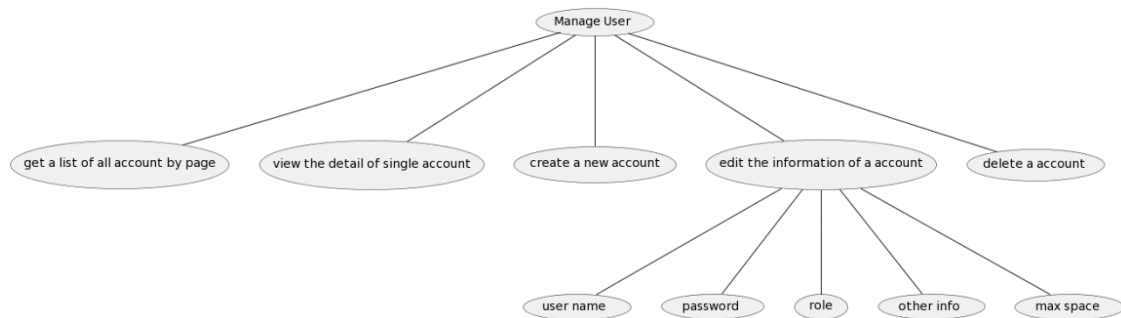 Manage User
get a list of all account by page
view the detail of single account
create a new account
edit the information of a account
delete a account
user name
password
role
other info
max space